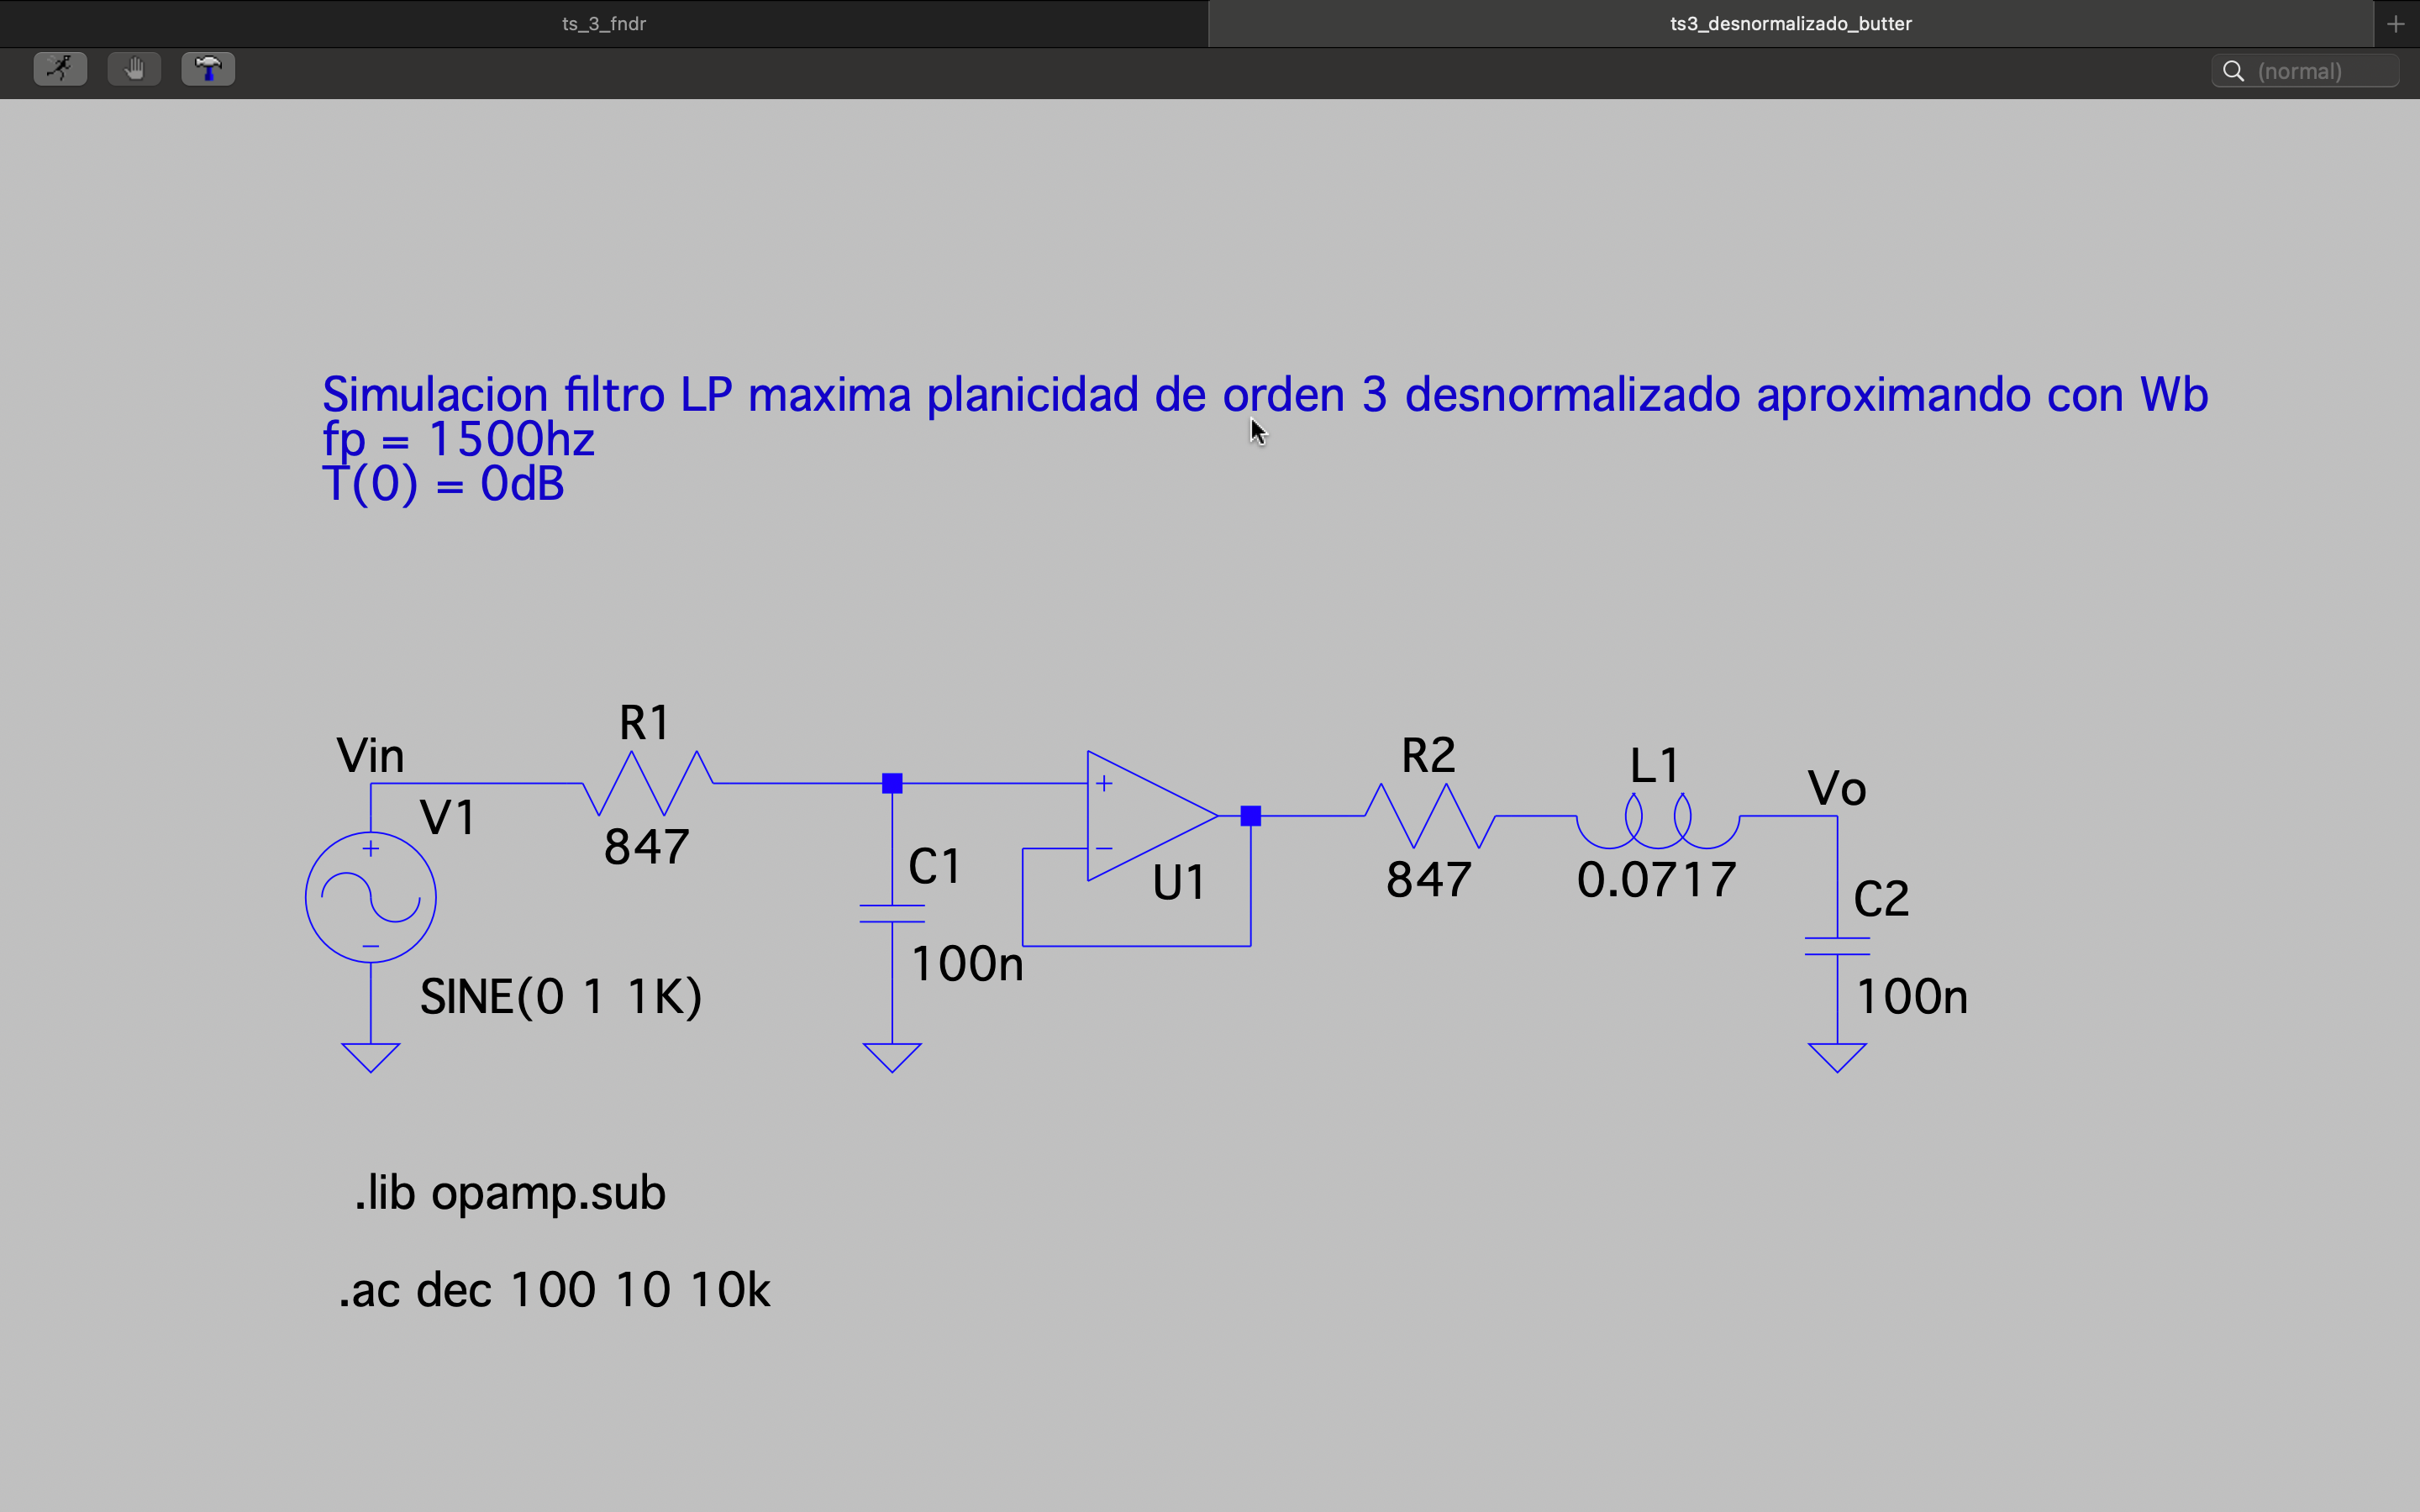 ts_3_fndr
ts3_desnormalizado_butter
(normal)
Simulacion filtro LP maxima planicidad de orden 3 desnormalizado aproximando con Wb
fp = 1500hz
T(0) = 0dB
Vin
V1
SINE(0 1 1K)
R1
847
C1
100n
U1
R2
847
L1
0.0717
Vo
C2
100n
.lib opamp.sub
.ac dec 100 10 10k